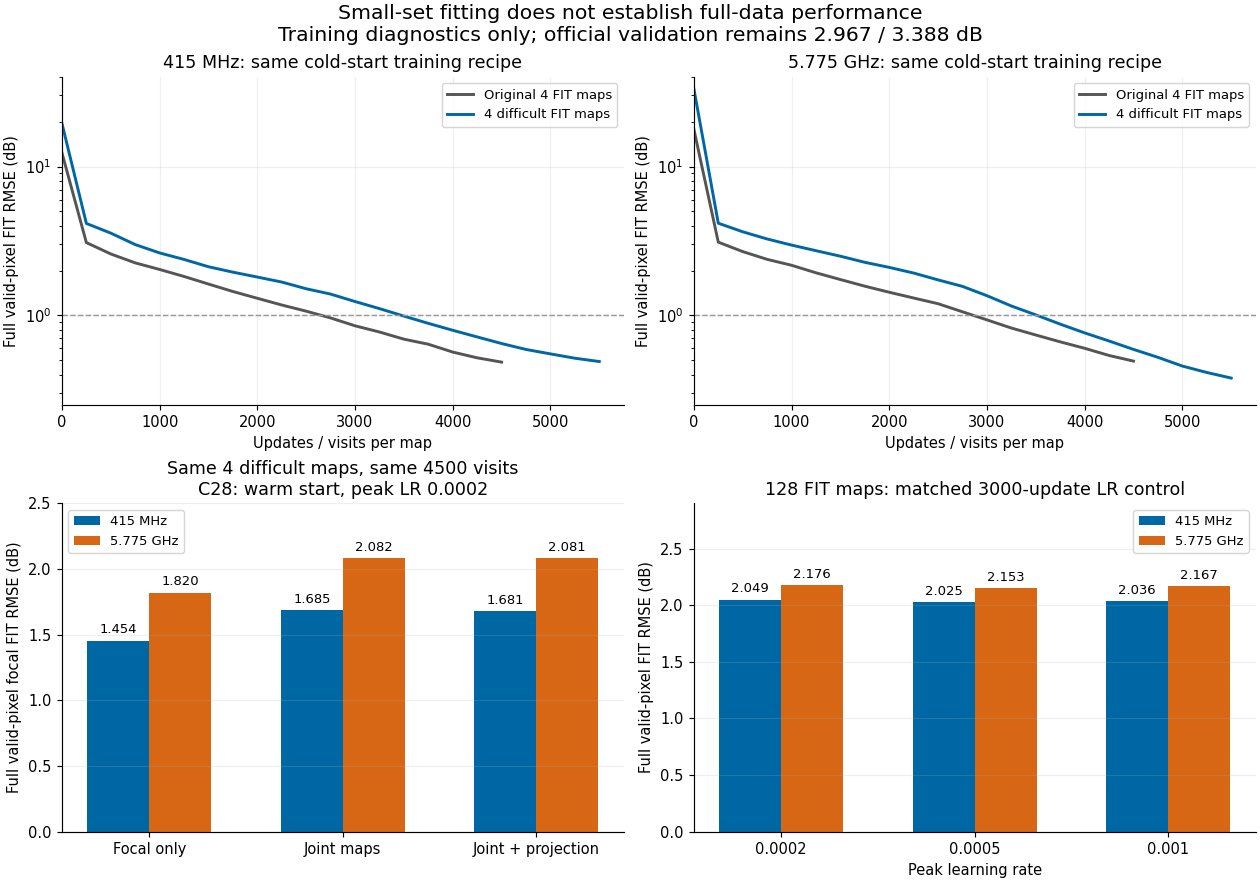 Small-set fitting does not establish full-data performance
Training diagnostics only; official validation remains 2.967 / 3.388 dB
415 MHz: same cold-start training recipe
Full valid-pixel FIT RMSE (dB)
10¹
10⁰
Original 4 FIT maps
4 difficult FIT maps
0 1000 2000 3000 4000 5000
Updates / visits per map
5.775 GHz: same cold-start training recipe
Full valid-pixel FIT RMSE (dB)
10¹
10⁰
Original 4 FIT maps
4 difficult FIT maps
0 1000 2000 3000 4000 5000
Updates / visits per map
Same 4 difficult maps, same 4500 visits
C28: warm start, peak LR 0.0002
Full valid-pixel focal FIT RMSE (dB)
2.5
2.0
1.5
1.0
0.5
0.0
415 MHz
5.775 GHz
1.454 1.820 1.685 2.082 1.681 2.081
Focal only Joint maps Joint + projection
128 FIT maps: matched 3000-update LR control
Full valid-pixel FIT RMSE (dB)
2.5
2.0
1.5
1.0
0.5
0.0
415 MHz
5.775 GHz
2.049 2.176 2.025 2.153 2.036 2.167
0.0002 0.0005 0.001
Peak learning rate